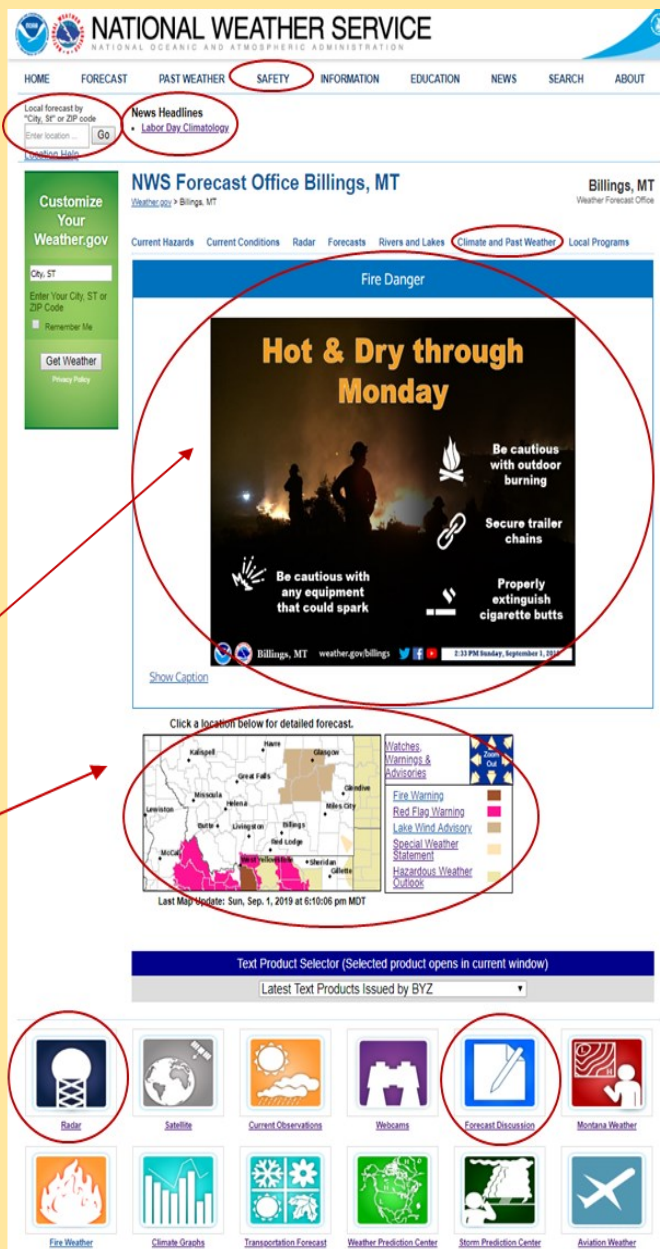 NATIONAL WEATHER SERVICE
NATIONAL OCEANIC AND ATMOSPHERIC ADMINISTRATION
HOME FORECAST PAST WEATHER SAFETY INFORMATION EDUCATION NEWS SEARCH ABOUT
Local forecast by
"City, St" or ZIP code
Enter location ... Go
Location Help
News Headlines
Labor Day Climatology
Customize
Your
Weather.gov
City, ST
Enter Your City, ST or
ZIP Code
Remember Me
Get Weather
Privacy Policy
NWS Forecast Office Billings, MT
Weather.gov > Billings, MT
Billings, MT
Weather Forecast Office
Current Hazards Current Conditions Radar Forecasts Rivers and Lakes Climate and Past Weather Local Programs
Fire Danger
Hot & Dry through
Monday
Be cautious
with outdoor
burning
Secure trailer
chains
Be cautious with
any equipment
that could spark
Properly
extinguish
cigarette butts
Billings, MT weather.gov/billings 2:33 PM Sunday, September 1,
Show Caption
Click a location below for detailed forecast.
Kalispell
Havre
Glasgow
Great Falls
Glendive
Missoula
Lewiston
Helena
Miles City
Butte
Livingston
Billings
Red Lodge
McCall
West Yellowstone
Sheridan
Gillette
Watches,
Warnings &
Advisories
Zoom
Out
Fire Warning
Red Flag Warning
Lake Wind Advisory
Special Weather
Statement
Hazardous Weather
Outlook
Last Map Update: Sun, Sep. 1, 2019 at 6:10:06 pm MDT
Text Product Selector (Selected product opens in current window)
Latest Text Products Issued by BYZ
Radar Satellite Current Observations Webcams Forecast Discussion Montana Weather
Fire Weather Climate Graphs Transportation Forecast Weather Prediction Center Storm Prediction Center Aviation Weather